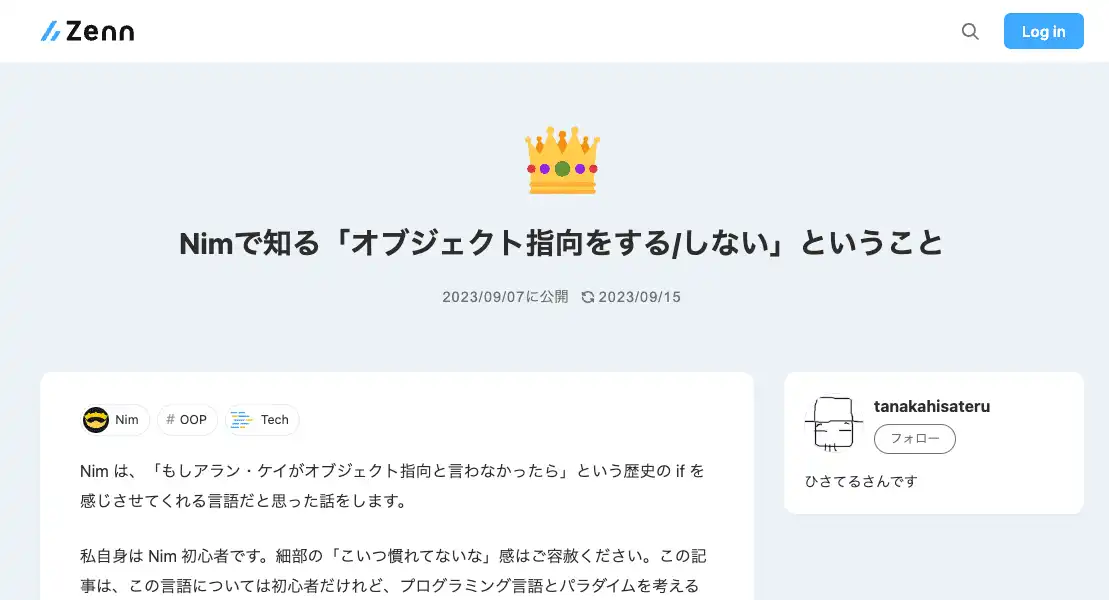 Zenn
Log in
Nimで知る「オブジェクト指向をする/しない」ということ
2023/09/07に公開 2023/09/15
Nim # OOP Tech
Nim は、「もしアラン・ケイがオブジェクト指向と言わなかったら」という歴史の if を
感じさせてくれる言語だと思った話をします。
私自身は Nim 初心者です。細部の「こいつ慣れてないな」感はご容赦ください。この記
事は、この言語については初心者だけれど、プログラミング言語とパラダイムを考える
tanakahisateru
フォロー
ひさてるさんです